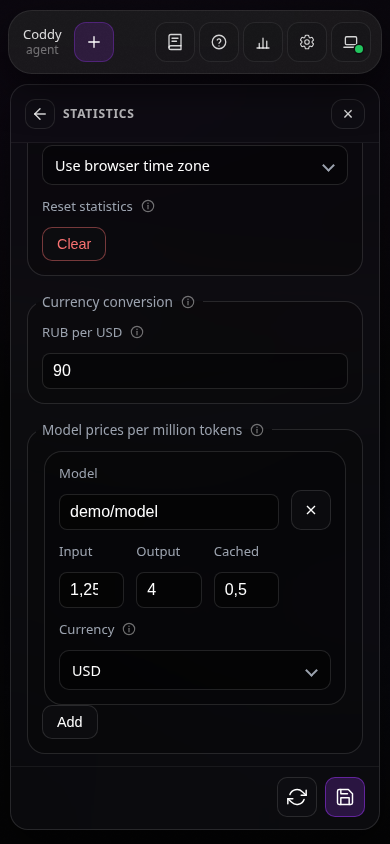 Coddy
agent
STATISTICS
Use browser time zone
Reset statistics
Clear
Currency conversion
RUB per USD
90
Model prices per million tokens
Model
demo/model
Input Output Cached
1,25 4 0,5
Currency
USD
Add